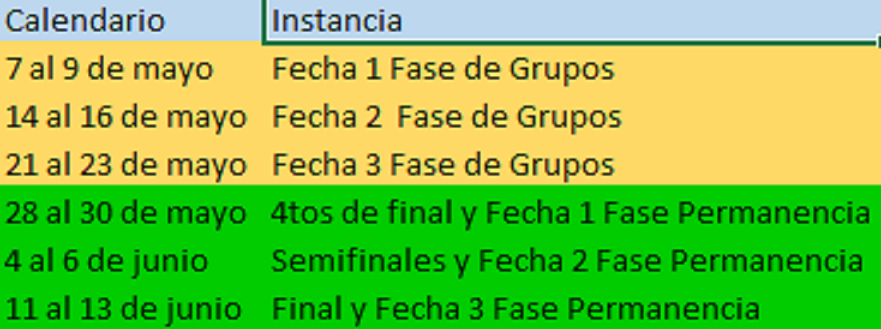 Calendario Instancia
7 al 9 de mayo Fecha 1 Fase de Grupos
14 al 16 de mayo Fecha 2  Fase de Grupos
21 al 23 de mayo Fecha 3 Fase de Grupos
28 al 30 de mayo 4tos de final y Fecha 1 Fase Permanencia
4 al 6 de junio Semifinales y Fecha 2 Fase Permanencia
11 al 13 de junio Final y Fecha 3 Fase Permanencia